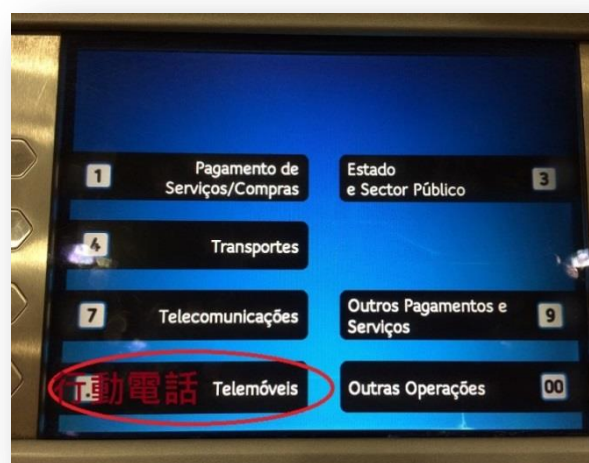 1 Pagamento de
Serviços/Compras
Estado
e Sector Público 3
4 Transportes
7 Telecomunicações
Outros Pagamentos e
Serviços 9
行動電話 Telemóveis
Outras Operações 00